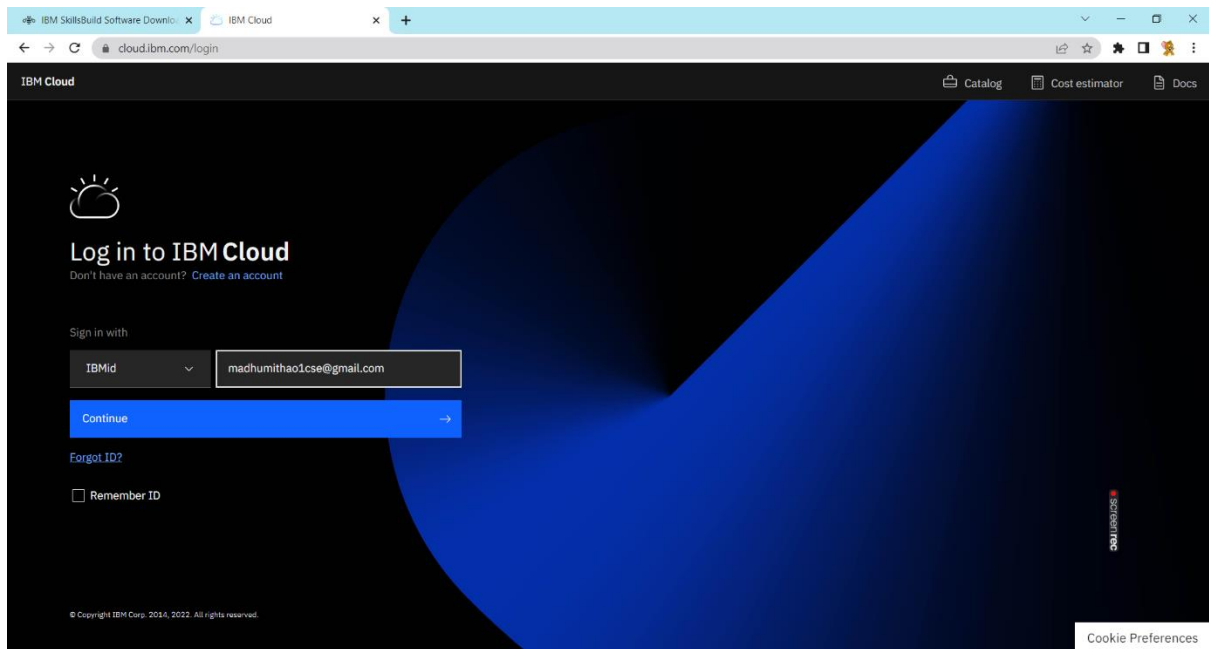 IBM SkillsBuild Software Downlo
IBM Cloud
cloud.ibm.com/login
IBM Cloud
Catalog
Cost estimator
Docs
Log in to IBM Cloud
Don't have an account? Create an account
Sign in with
IBMid
madhumithao1cse@gmail.com
Continue
Forgot ID?
Remember ID
screenrec
© Copyright IBM Corp. 2014, 2022. All rights reserved.
Cookie Preferences